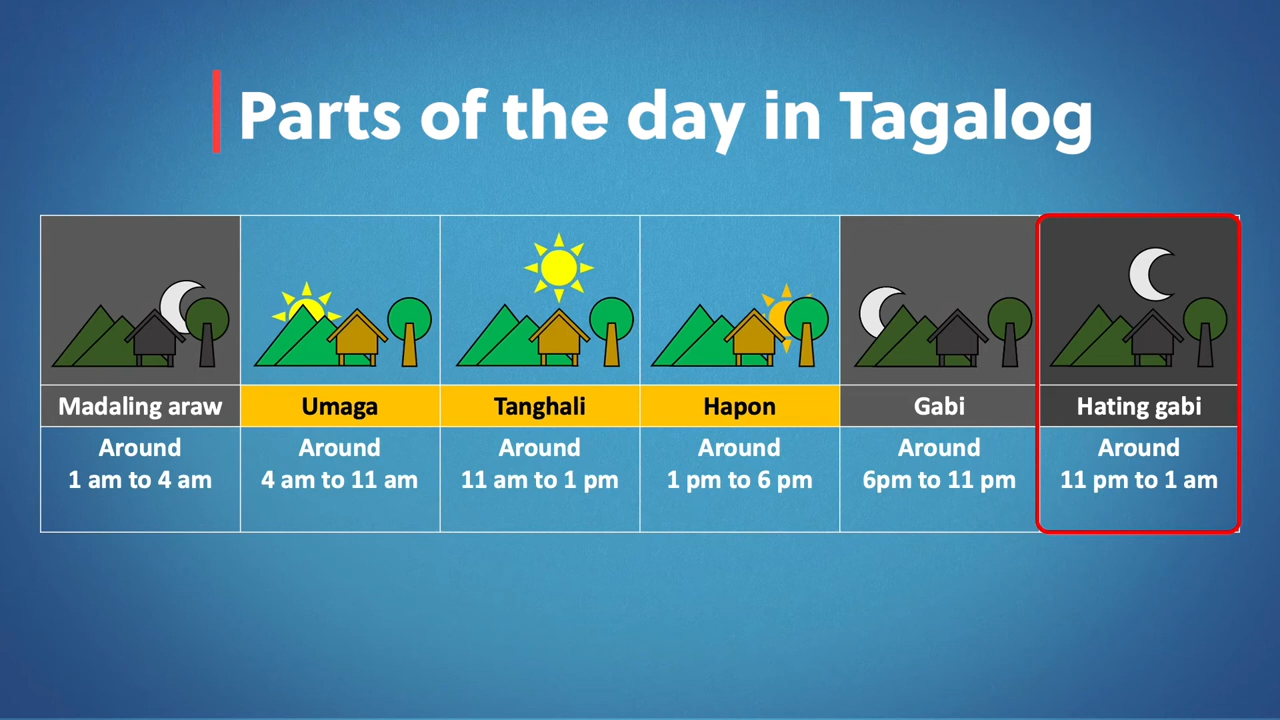 Parts of the day in Tagalog
Madaling araw
Umaga
Tanghali
Hapon
Gabi
Hating gabi
Around
1 am to 4 am
Around
4 am to 11 am
Around
11 am to 1 pm
Around
1 pm to 6 pm
Around
6pm to 11 pm
Around
11 pm to 1 am